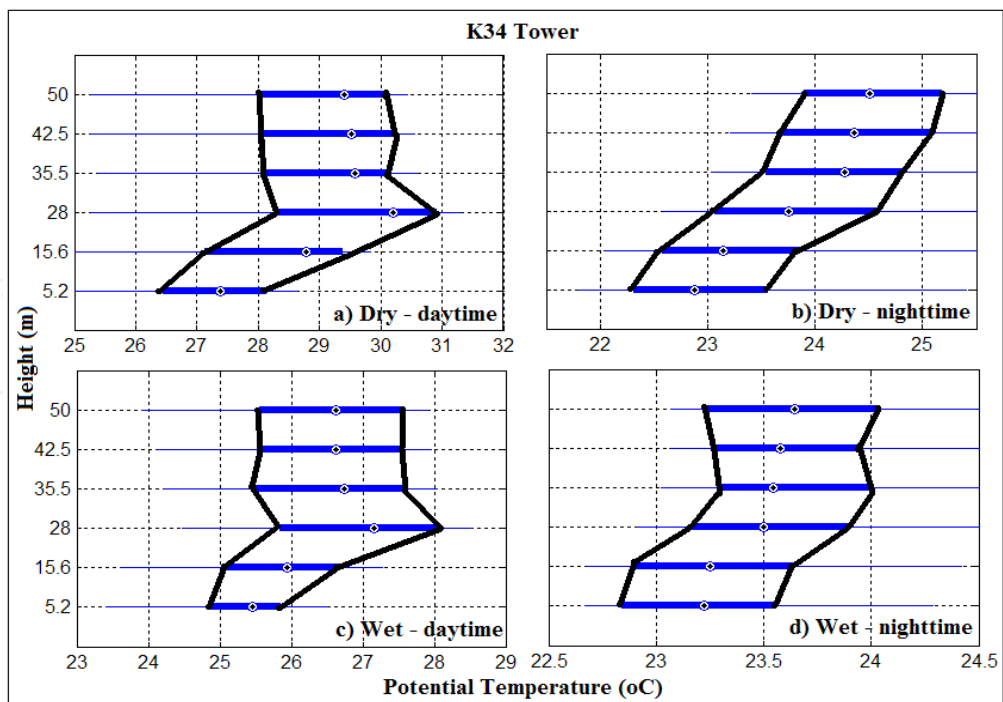 K34 Tower
Height (m)
50
42.5
35.5
28
15.6
5.2
a) Dry - daytime
25 26 27 28 29 30 31 32
b) Dry - nighttime
22 23 24 25
50
42.5
35.5
28
15.6
5.2
c) Wet - daytime
23 24 25 26 27 28 29
d) Wet - nighttime
22.5 23 23.5 24 24.5
Potential Temperature (oC)